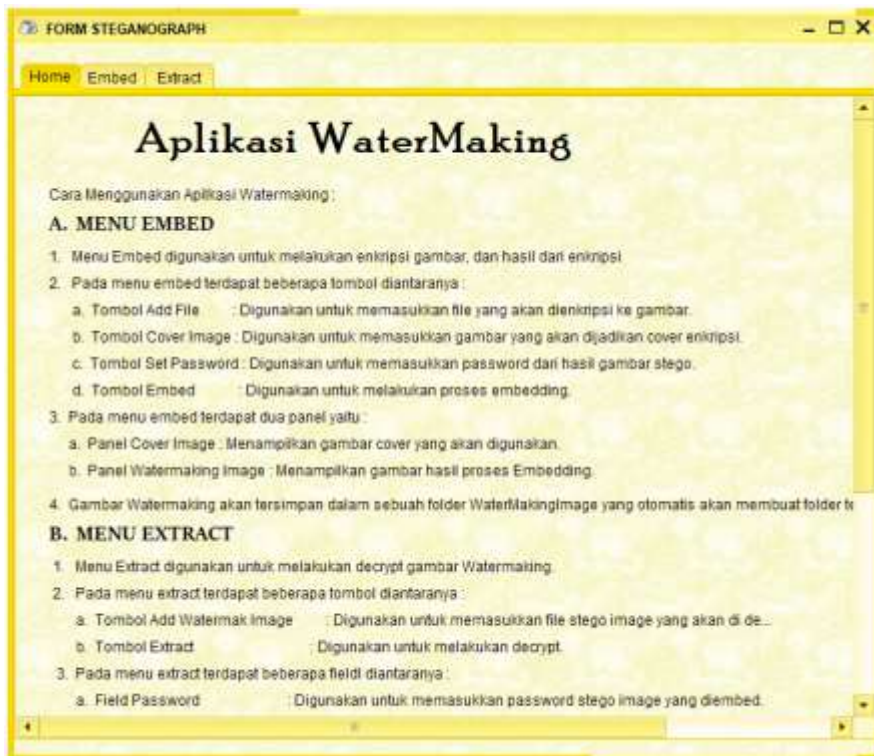 FORM STEGANOGRAPH
Home Embed Extract
Aplikasi WaterMaking
Cara Menggunakan Aplikasi Watermaking :
A. MENU EMBED
1. Menu Embed digunakan untuk melakukan enkripsi gambar, dan hasil dari enkripsi
2. Pada menu embed terdapat beberapa tombol diantaranya :
a. Tombol Add File : Digunakan untuk memasukkan file yang akan dienkripsi ke gambar.
b. Tombol Cover Image : Digunakan untuk memasukkan gambar yang akan dijadikan cover enkripsi.
c. Tombol Set Password : Digunakan untuk memasukkan password dari hasil gambar stego.
d. Tombol Embed : Digunakan untuk melakukan proses embedding.
3. Pada menu embed terdapat dua panel yaitu :
a. Panel Cover Image : Menampilkan gambar cover yang akan digunakan.
b. Panel Watermaking Image : Menampilkan gambar hasil proses Embedding.
4. Gambar Watermaking akan tersimpan dalam sebuah folder WaterMakingImage yang otomatis akan membuat folder te
B. MENU EXTRACT
1. Menu Extract digunakan untuk melakukan decrypt gambar Watermaking.
2. Pada menu extract terdapat beberapa tombol diantaranya :
a. Tombol Add Watermak Image : Digunakan untuk memasukkan file stego image yang akan di de...
b. Tombol Extract : Digunakan untuk melakukan decrypt.
3. Pada menu extract terdapat beberapa fieldl diantaranya :
a. Field Password : Digunakan untuk memasukkan password stego image yang diembed.